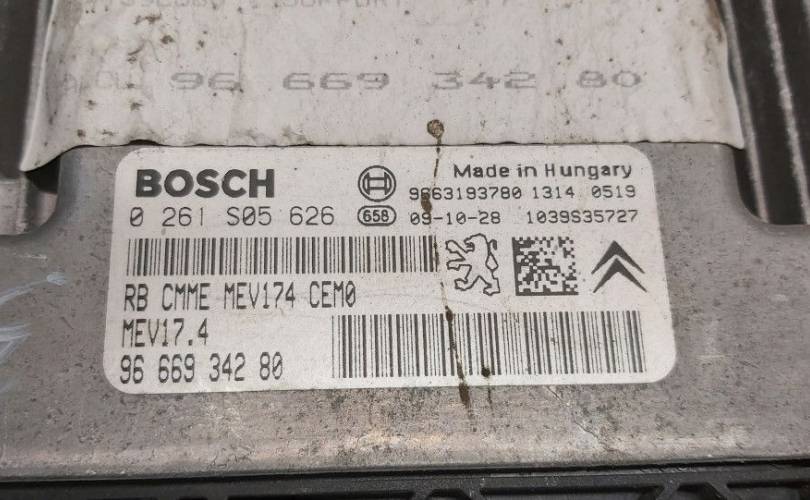 96 669 342 80
BOSCH
Made in Hungary
9663193780 1314 0519
0 261 S05 626 658 09-10-28 1039S35727
RB CMME MEV174 CEM0
MEV17.4
96 669 342 80